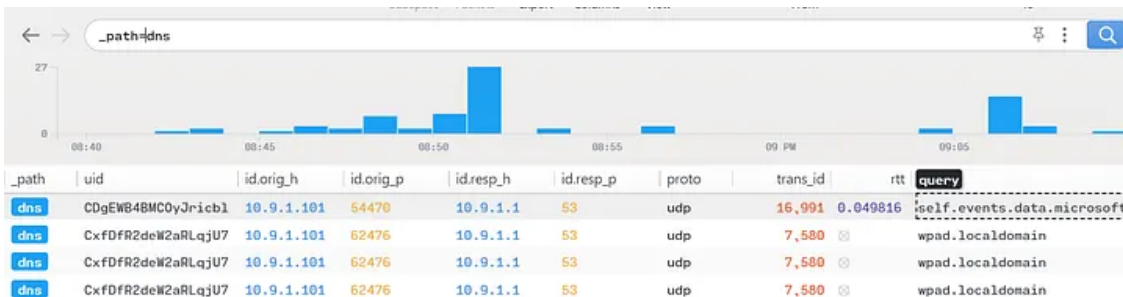 _path=dns
27
0
08:40 08:45 08:50 08:55 09 PM 09:05
_path uid id.orig_h id.orig_p id.resp_h id.resp_p proto trans_id rtt query
dns CDgEWB4BMCOyJricbl 10.9.1.101 54470 10.9.1.1 53 udp 16,991 0.049816 self.events.data.microsoft
dns CxfDfR2deW2aRLqjU7 10.9.1.101 62476 10.9.1.1 53 udp 7,580 wpad.localdomain
dns CxfDfR2deW2aRLqjU7 10.9.1.101 62476 10.9.1.1 53 udp 7,580 wpad.localdomain
dns CxfDfR2deW2aRLqjU7 10.9.1.101 62476 10.9.1.1 53 udp 7,580 wpad.localdomain